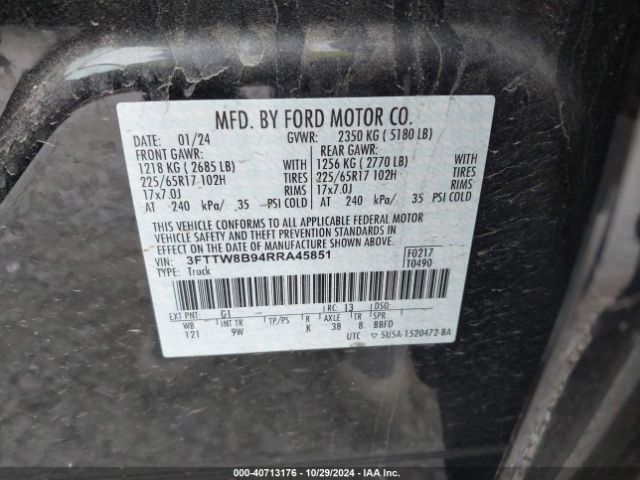 MFD. BY FORD MOTOR CO.
DATE: 01/24 GVWR: 2350 KG ( 5180 LB)
FRONT GAWR: REAR GAWR:
1218 KG ( 2685 LB) WITH 1256 KG ( 2770 LB) WITH
225/65R17 102H TIRES 225/65R17 102H TIRES
17x7.0J RIMS 17x7.0J RIMS
AT 240 kPa/ 35 PSI COLD AT 240 kPa/ 35 PSI COLD
THIS VEHICLE CONFORMS TO ALL APPLICABLE FEDERAL MOTOR
VEHICLE SAFETY AND THEFT PREVENTION STANDARDS IN
EFFECT ON THE DATE OF MANUFACTURE SHOWN ABOVE.
VIN: 3FTTW8B94RRA45851 F0217
TYPE: Truck T0490
EXT PNT: G1 RC: 13 DSO:
WB INT TR TP/PS R AXLE TR SPR
121 9W K 38 8 BBFD
UTC ▽ 5U5A-1520472-BA
000-40713176 • 10/29/2024 • IAA Inc.